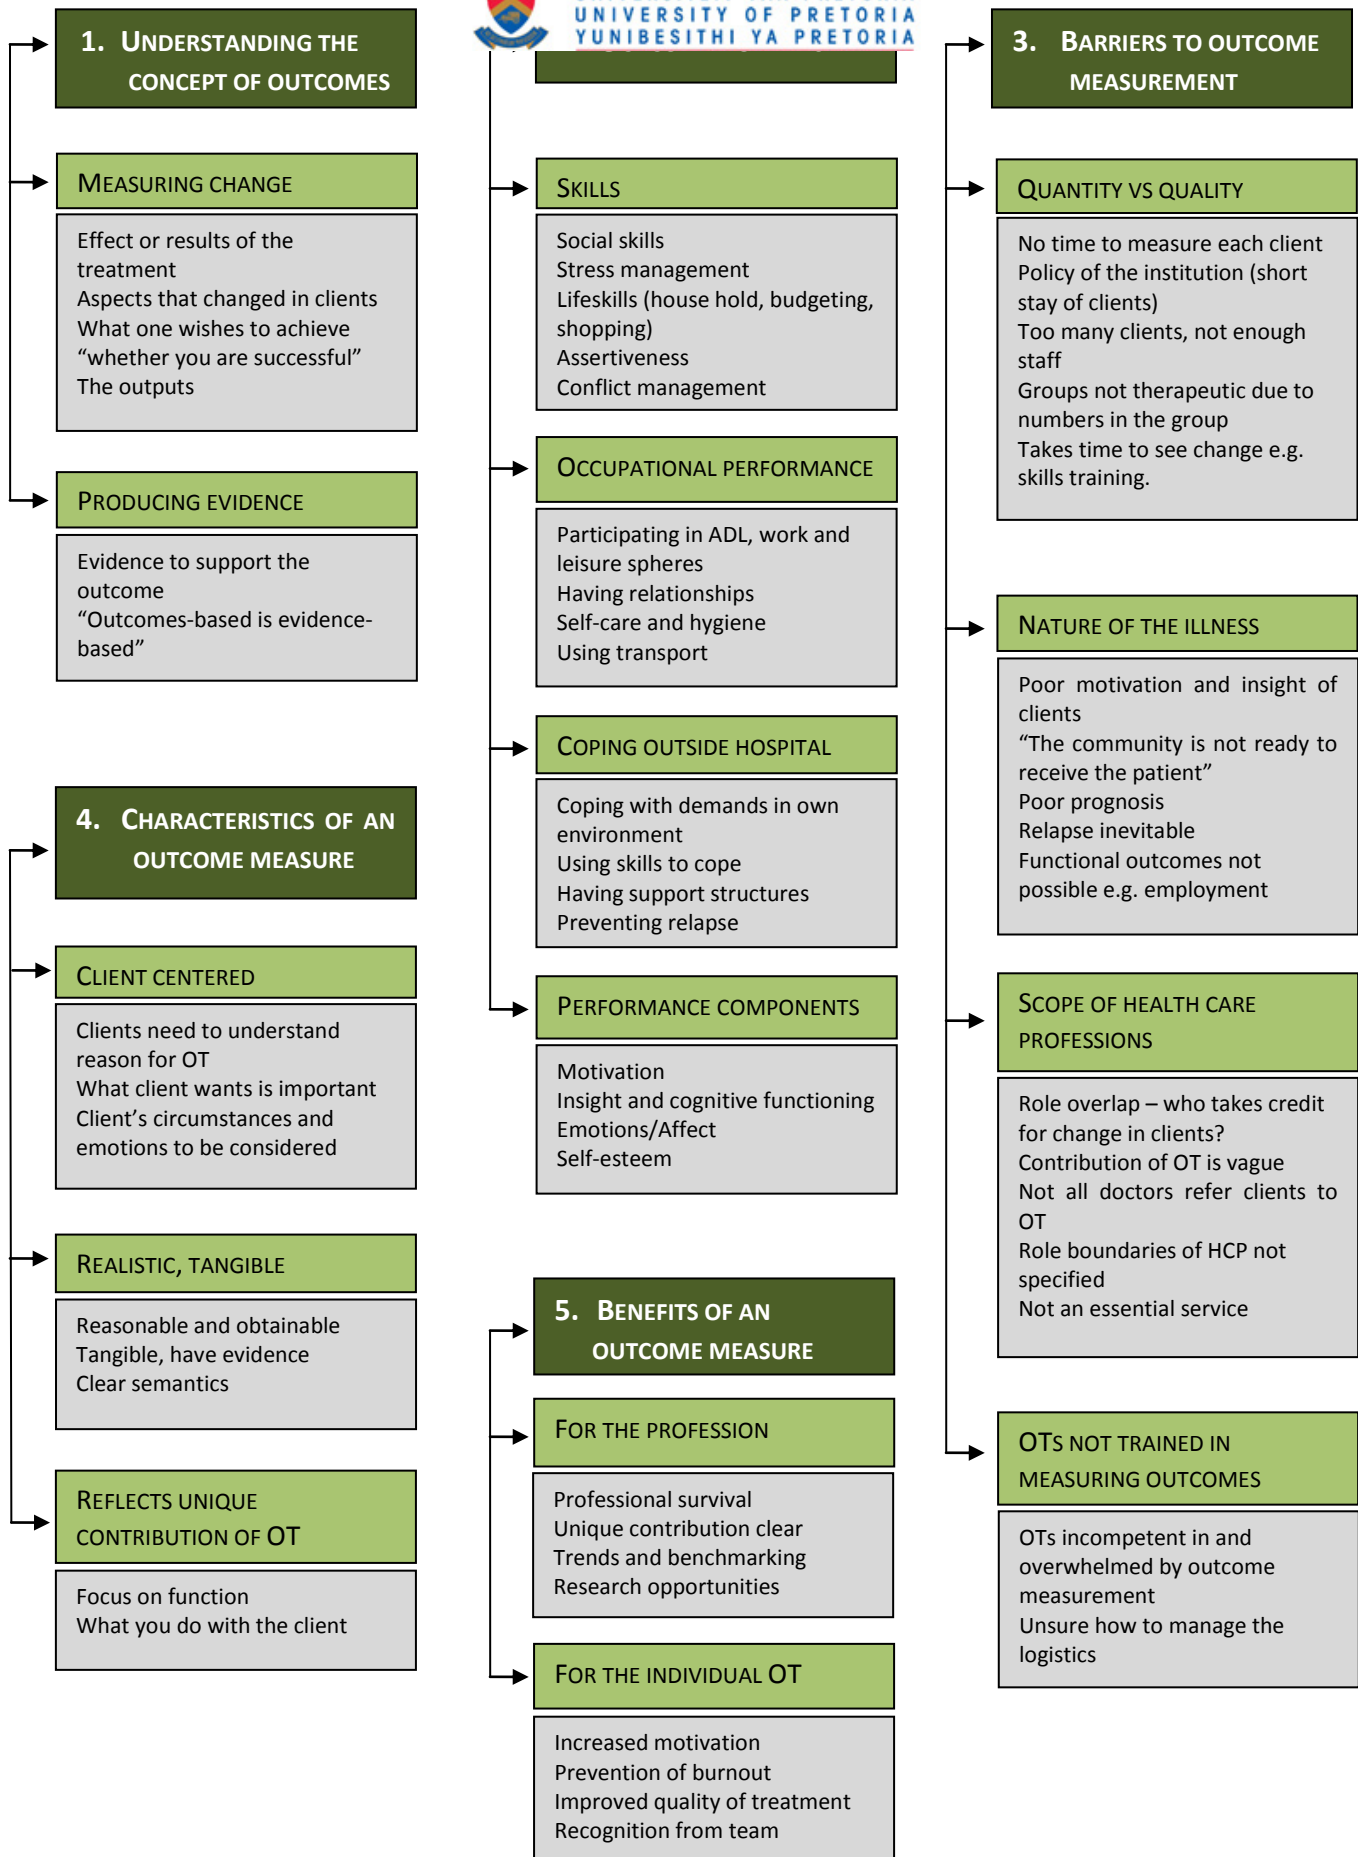 UNIVERSITY OF PRETORIA
YUNIBESITHI YA PRETORIA
1. UNDERSTANDING THE
CONCEPT OF OUTCOMES
MEASURING CHANGE
Effect or results of the
treatment
Aspects that changed in clients
What one wishes to achieve
“whether you are successful”
The outputs
PRODUCING EVIDENCE
Evidence to support the
outcome
“Outcomes-based is evidence-
based”
SKILLS
Social skills
Stress management
Lifeskills (house hold, budgeting,
shopping)
Assertiveness
Conflict management
OCCUPATIONAL PERFORMANCE
Participating in ADL, work and
leisure spheres
Having relationships
Self-care and hygiene
Using transport
COPING OUTSIDE HOSPITAL
Coping with demands in own
environment
Using skills to cope
Having support structures
Preventing relapse
PERFORMANCE COMPONENTS
Motivation
Insight and cognitive functioning
Emotions/Affect
Self-esteem
3. BARRIERS TO OUTCOME
MEASUREMENT
QUANTITY VS QUALITY
No time to measure each client
Policy of the institution (short
stay of clients)
Too many clients, not enough
staff
Groups not therapeutic due to
numbers in the group
Takes time to see change e.g.
skills training.
NATURE OF THE ILLNESS
Poor motivation and insight of
clients
“The community is not ready to
receive the patient”
Poor prognosis
Relapse inevitable
Functional outcomes not
possible e.g. employment
SCOPE OF HEALTH CARE
PROFESSIONS
Role overlap – who takes credit
for change in clients?
Contribution of OT is vague
Not all doctors refer clients to
OT
Role boundaries of HCP not
specified
Not an essential service
OTS NOT TRAINED IN
MEASURING OUTCOMES
OTs incompetent in and
overwhelmed by outcome
measurement
Unsure how to manage the
logistics
4. CHARACTERISTICS OF AN
OUTCOME MEASURE
CLIENT CENTERED
Clients need to understand
reason for OT
What client wants is important
Client’s circumstances and
emotions to be considered
REALISTIC, TANGIBLE
Reasonable and obtainable
Tangible, have evidence
Clear semantics
REFLECTS UNIQUE
CONTRIBUTION OF OT
Focus on function
What you do with the client
5. BENEFITS OF AN
OUTCOME MEASURE
FOR THE PROFESSION
Professional survival
Unique contribution clear
Trends and benchmarking
Research opportunities
FOR THE INDIVIDUAL OT
Increased motivation
Prevention of burnout
Improved quality of treatment
Recognition from team